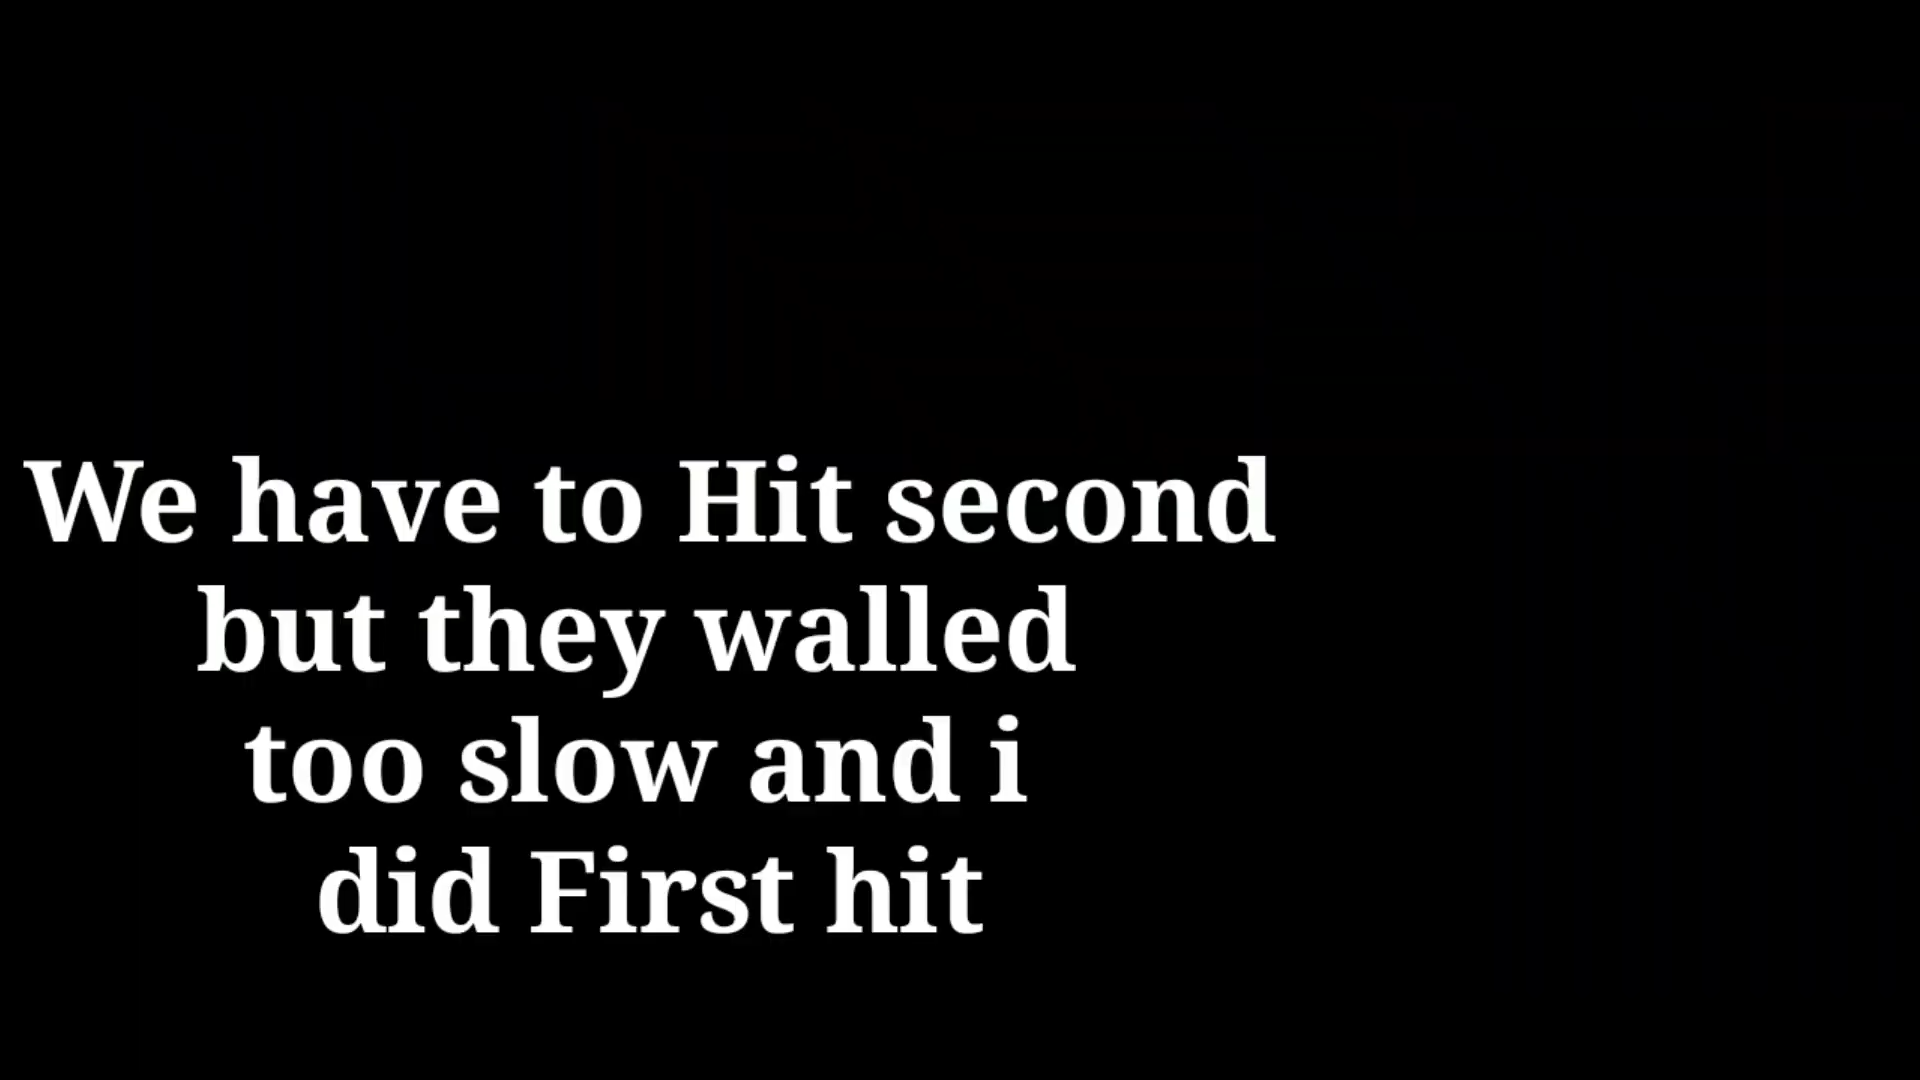 We have to Hit second
but they walled
too slow and i
did First hit